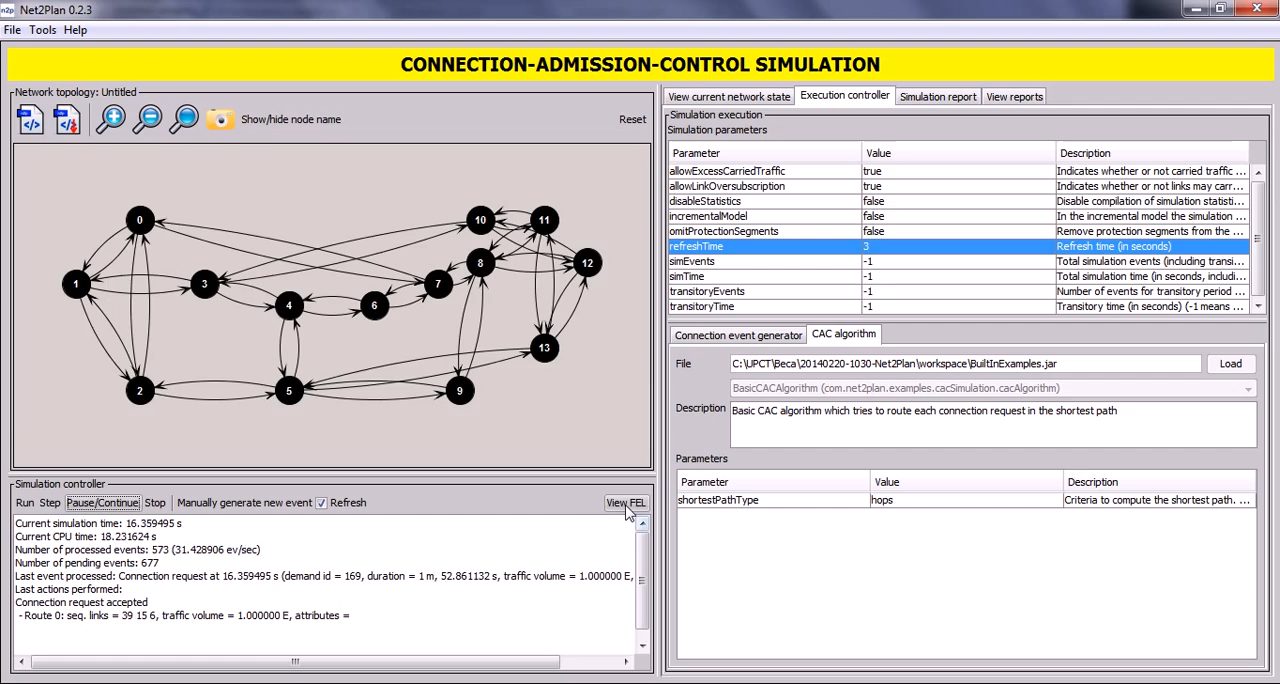 Net2Plan 0.2.3
File Tools Help
CONNECTION-ADMISSION-CONTROL SIMULATION
Network topology: Untitled
Show/hide node name
Reset
0
10
11
8
12
1
3
7
4
6
13
2
5
9
Simulation controller
Run Step Pause/Continue Stop Manually generate new event Refresh View FEL
Current simulation time: 16.359495 s
Current CPU time: 18.231624 s
Number of processed events: 573 (31.428906 ev/sec)
Number of pending events: 677
Last event processed: Connection request at 16.359495 s (demand id = 169, duration = 1 m, 52.861132 s, traffic volume = 1.000000 E,
Last actions performed:
Connection request accepted
- Route 0: seq. links = 39 15 6, traffic volume = 1.000000 E, attributes =
View current network state Execution controller Simulation report View reports
Simulation execution
Simulation parameters
Parameter Value Description
allowExcessCarriedTraffic true Indicates whether or not carried traffic ...
allowLinkOversubscription true Indicates whether or not links may carr...
disableStatistics false Disable compilation of simulation statisti...
incrementalModel false In the incremental model the simulation ...
omitProtectionSegments false Remove protection segments from the ...
refreshTime 3 Refresh time (in seconds)
simEvents -1 Total simulation events (including transi...
simTime -1 Total simulation time (in seconds, includi...
transitoryEvents -1 Number of events for transitory period ...
transitoryTime -1 Transitory time (in seconds) (-1 means ...
Connection event generator CAC algorithm
File C:\UPCT\Beca\20140220-1030-Net2Plan\workspace\BuiltInExamples.jar Load
BasicCACAlgorithm (com.net2plan.examples.cacSimulation.cacAlgorithm)
Description Basic CAC algorithm which tries to route each connection request in the shortest path
Parameters
Parameter Value Description
shortestPathType hops Criteria to compute the shortest path. ...